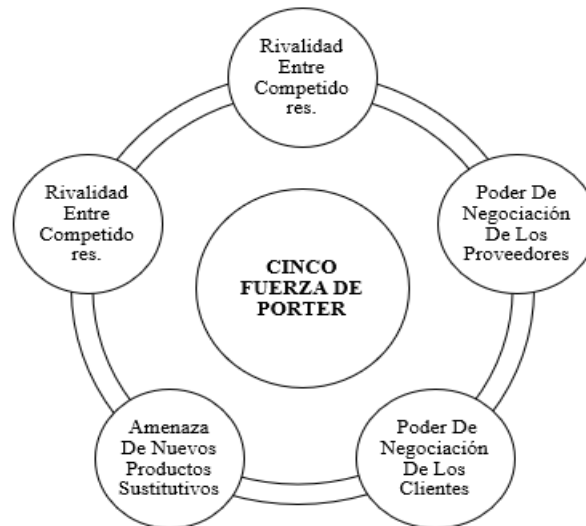 Rivalidad
Entre
Competido
res.
Rivalidad
Entre
Competido
res.
Poder De
Negociación
De Los
Proveedores
CINCO
FUERZA DE
PORTER
Amenaza
De Nuevos
Productos
Sustitutivos
Poder De
Negociación
De Los
Clientes